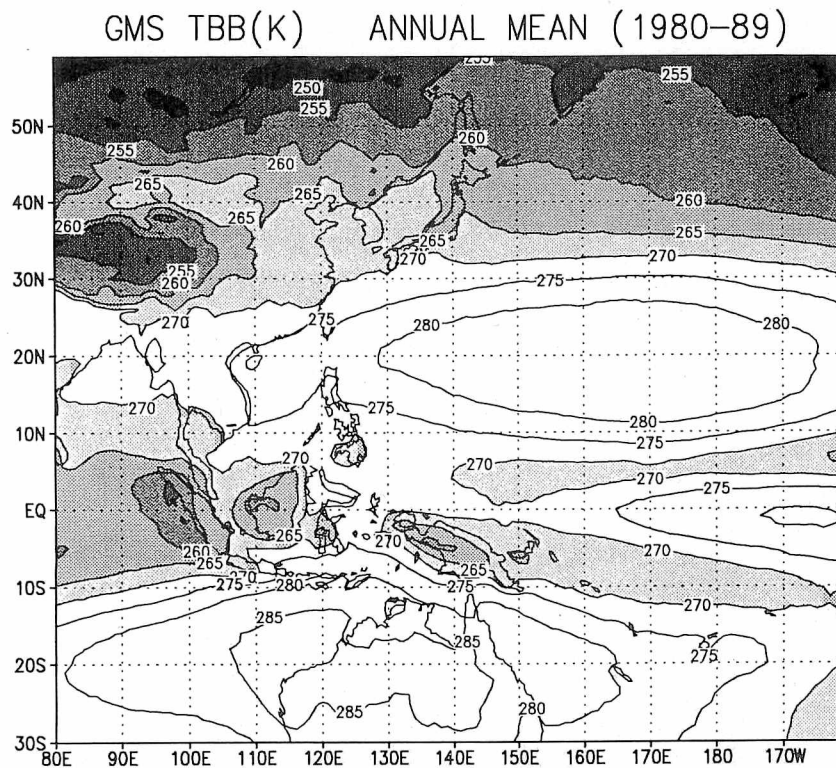 GMS TBB(K) ANNUAL MEAN (1980-89)
255
250 255
255
50N
260
255 260
265
40N 265 260
260 265 265
270 270
30N 255 275
260
270 275 280 280
20N
270 275
280
10N 275
270 270
275
EQ
265 270
260 265 270
265
10S 270 275 270
275 280
285 285
275
20S
285 280
30S
80E 90E 100E 110E 120E 130E 140E 150E 160E 170E 170W